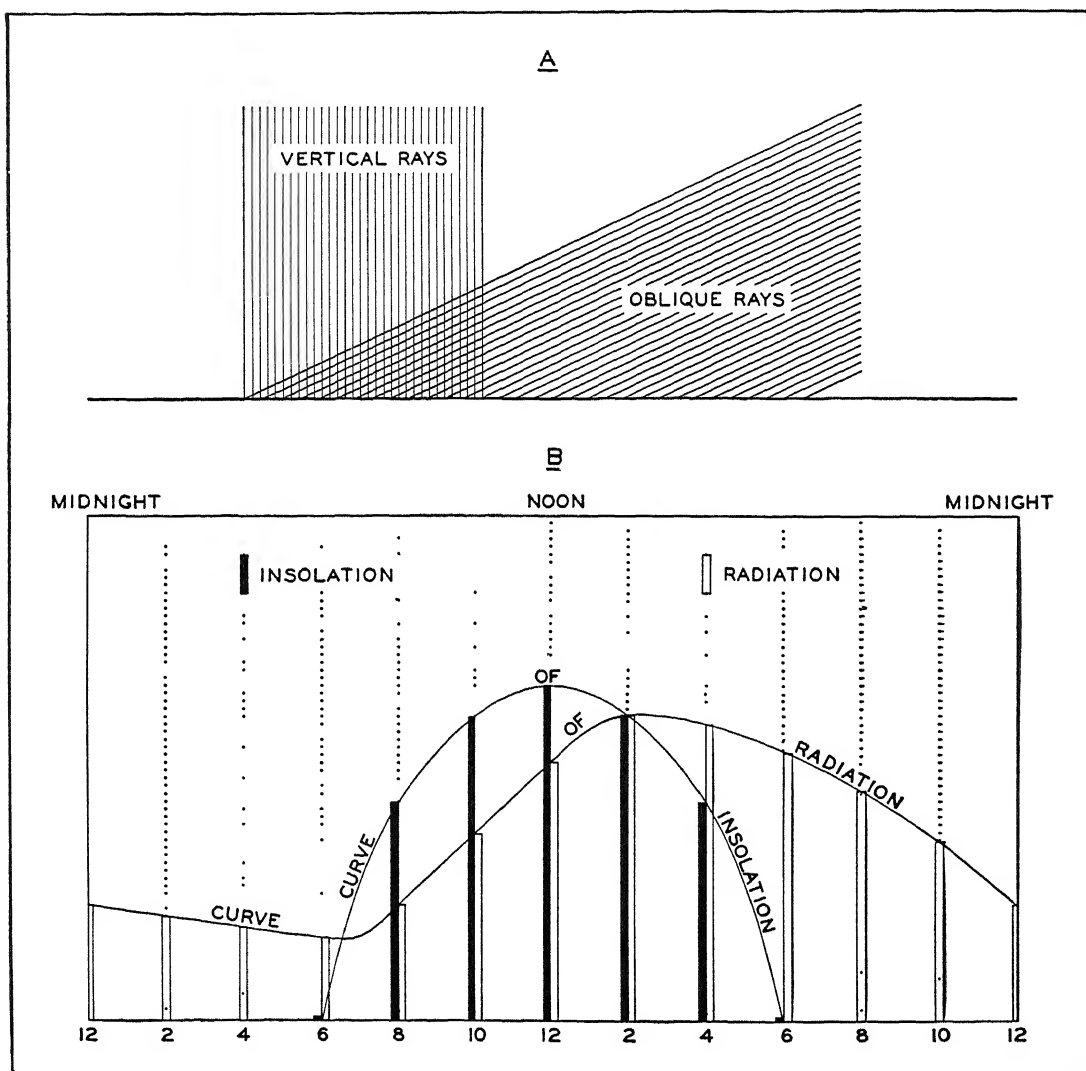 A
VERTICAL RAYS
OBLIQUE RAYS
B
MIDNIGHT NOON MIDNIGHT
INSOLATION RADIATION
CURVE OF INSOLATION
CURVE OF RADIATION
12 2 4 6 8 10 12 2 4 6 8 10 12